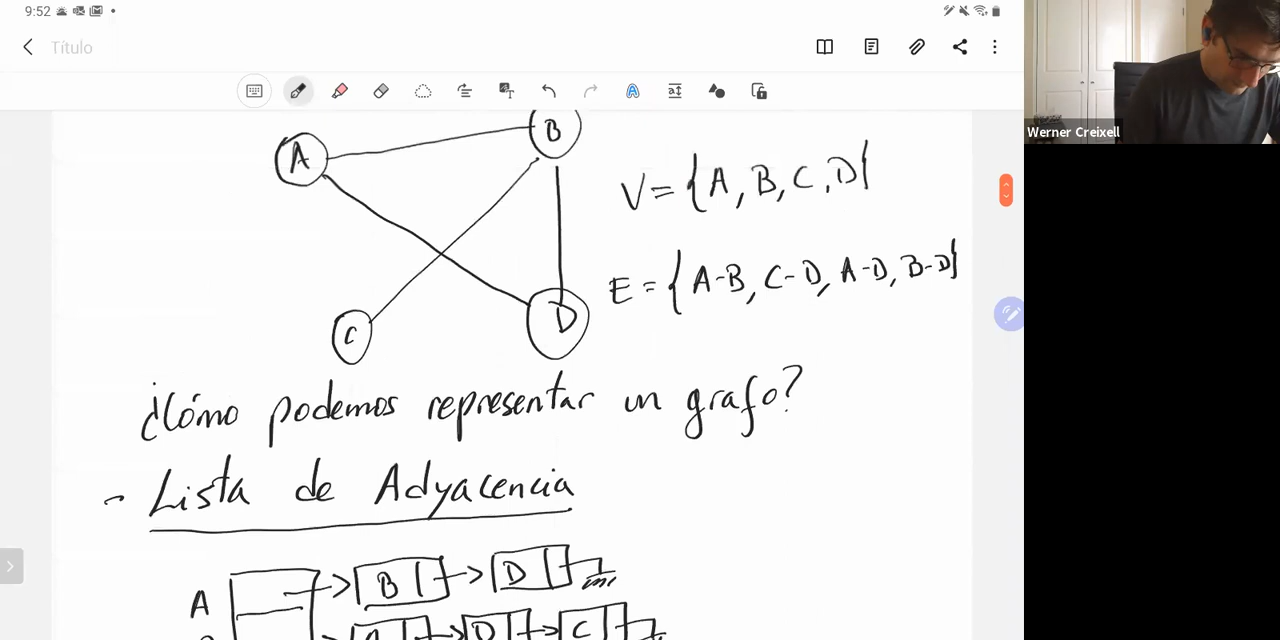 9:52
Título
A
B
V = {A, B, C, D}
E = {A-B, C-D, A-D, B-D}
C
D
¿Cómo podemos representar un grafo?
- Lista de Adyacencia
A B D
D C
Werner Creixell